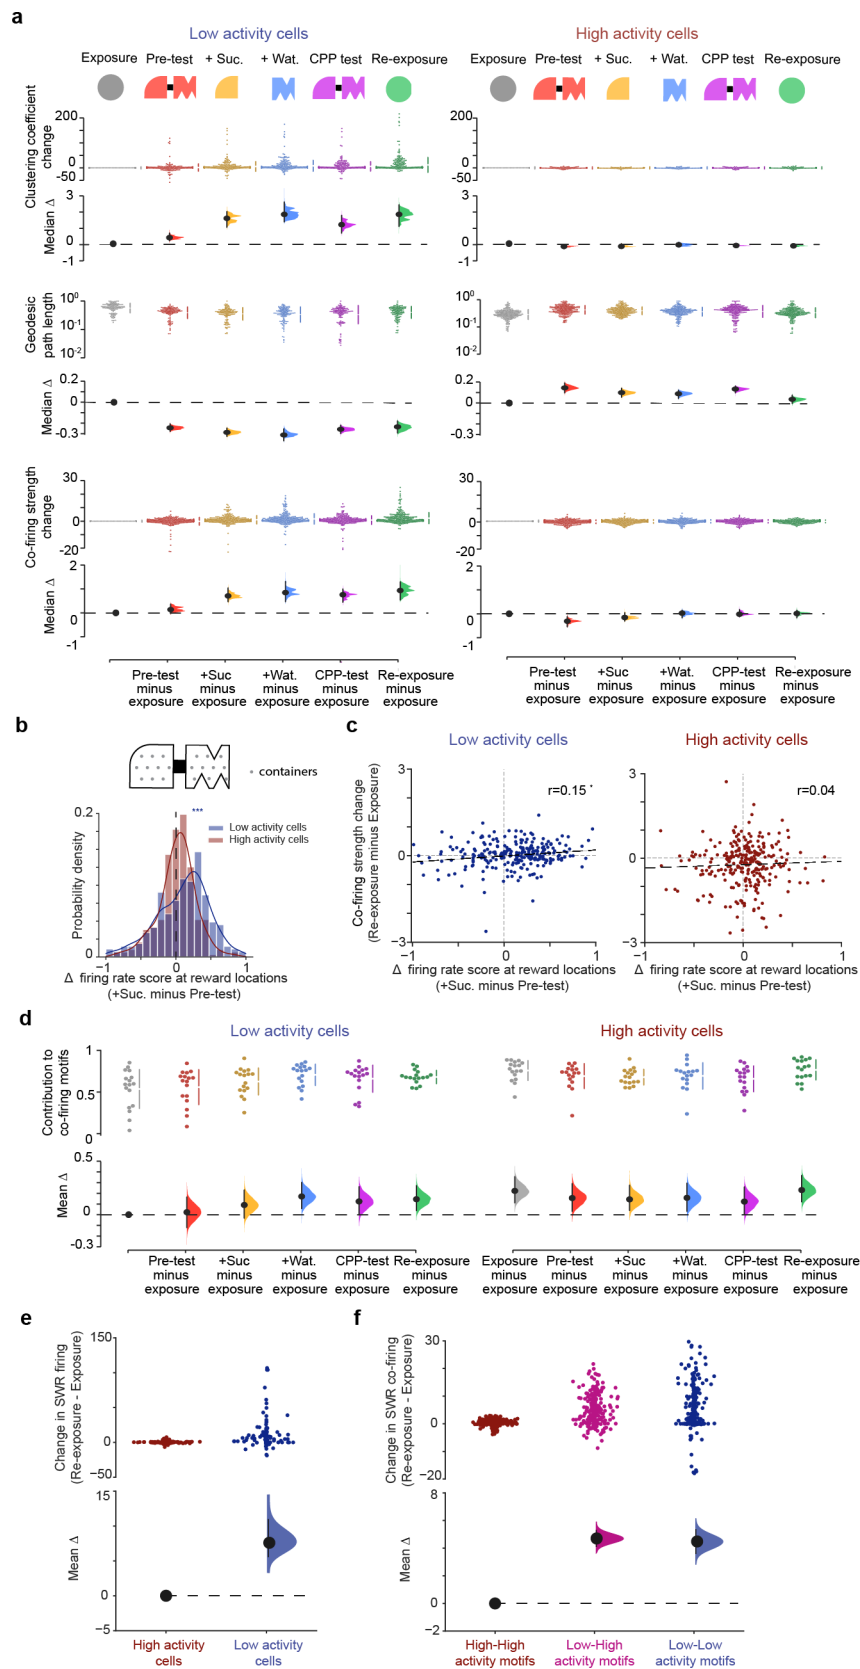 a
Low activity cells
High activity cells
Exposure
Pre-test
+ Suc.
+ Wat.
CPP test
Re-exposure
Exposure
Pre-test
+ Suc.
+ Wat.
CPP test
Re-exposure
Clustering coefficient
change
200
0
-50
200
0
-50
Median Δ
3
0
-1
3
0
-1
Geodesic
path length
10⁰
10⁻¹
10⁻²
10⁰
10⁻¹
10⁻²
Median Δ
0.2
0
-0.3
0.2
0
-0.3
Co-firing strength
change
30
0
-20
30
0
-20
Median Δ
2
0
-1
2
0
-1
Pre-test
minus
exposure
+Suc
minus
exposure
+Wat.
minus
exposure
CPP-test
minus
exposure
Re-exposure
minus
exposure
Pre-test
minus
exposure
+Suc
minus
exposure
+Wat.
minus
exposure
CPP-test
minus
exposure
Re-exposure
minus
exposure
b
containers
Probability density
0.2
0
***
Low activity cells
High activity cells
−1
0
1
Δ firing rate score at reward locations
(+Suc. minus Pre-test)
c
Low activity cells
High activity cells
Co-firing strength change
(Re-exposure minus Exposure)
3
0
−3
r=0.15 *
−1
0
1
Δ firing rate score at reward locations
(+Suc. minus Pre-test)
3
0
−3
r=0.04
−1
0
1
Δ firing rate score at reward locations
(+Suc. minus Pre-test)
d
Low activity cells
High activity cells
Contribution to
co-firing motifs
1
0.5
0
Mean Δ
0.5
0
-0.3
Pre-test
minus
exposure
+Suc
minus
exposure
+Wat.
minus
exposure
CPP-test
minus
exposure
Re-exposure
minus
exposure
Exposure
minus
exposure
Pre-test
minus
exposure
+Suc
minus
exposure
+Wat.
minus
exposure
CPP-test
minus
exposure
Re-exposure
minus
exposure
e
Change in SWR firing
(Re-exposure - Exposure)
150
0
−50
Mean Δ
15
0
−5
High activity
cells
Low activity
cells
f
Change in SWR co-firing
(Re-exposure - Exposure)
30
0
−20
Mean Δ
8
0
−2
High-High
activity motifs
Low-High
activity motifs
Low-Low
activity motifs